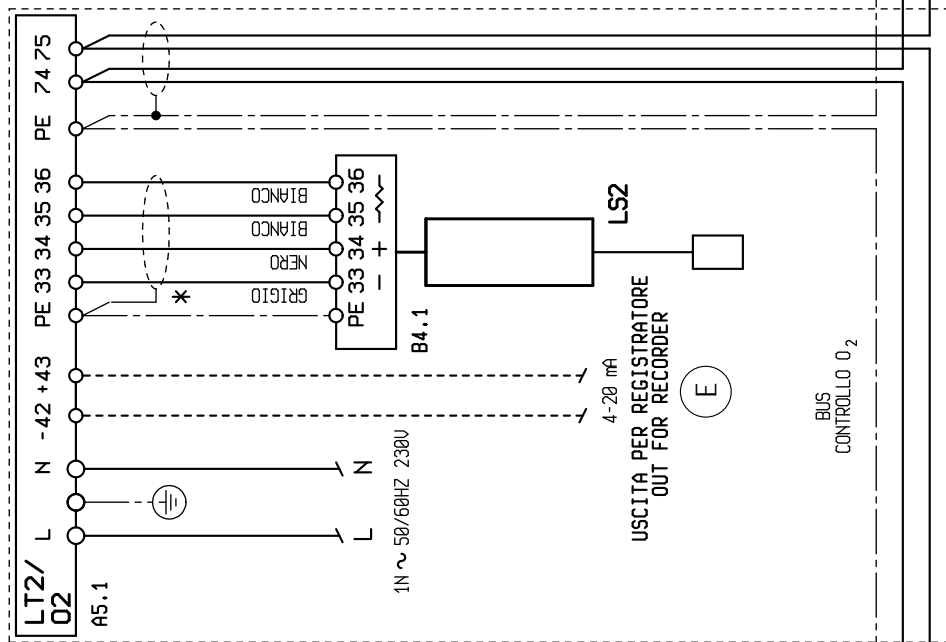 LT2/
O2
A5.1
L
N
-42
+43
PE
33
34
35
36
PE
74
75
*
GRIGIO
NERO
BIANCO
BIANCO
PE
33
34
35
36
-
+
B4.1
LS2
L
N
1N ~ 50/60HZ 230V
4-20 mA
USCITA PER REGISTRATORE
OUT FOR RECORDER
E
BUS
CONTROLLO O₂